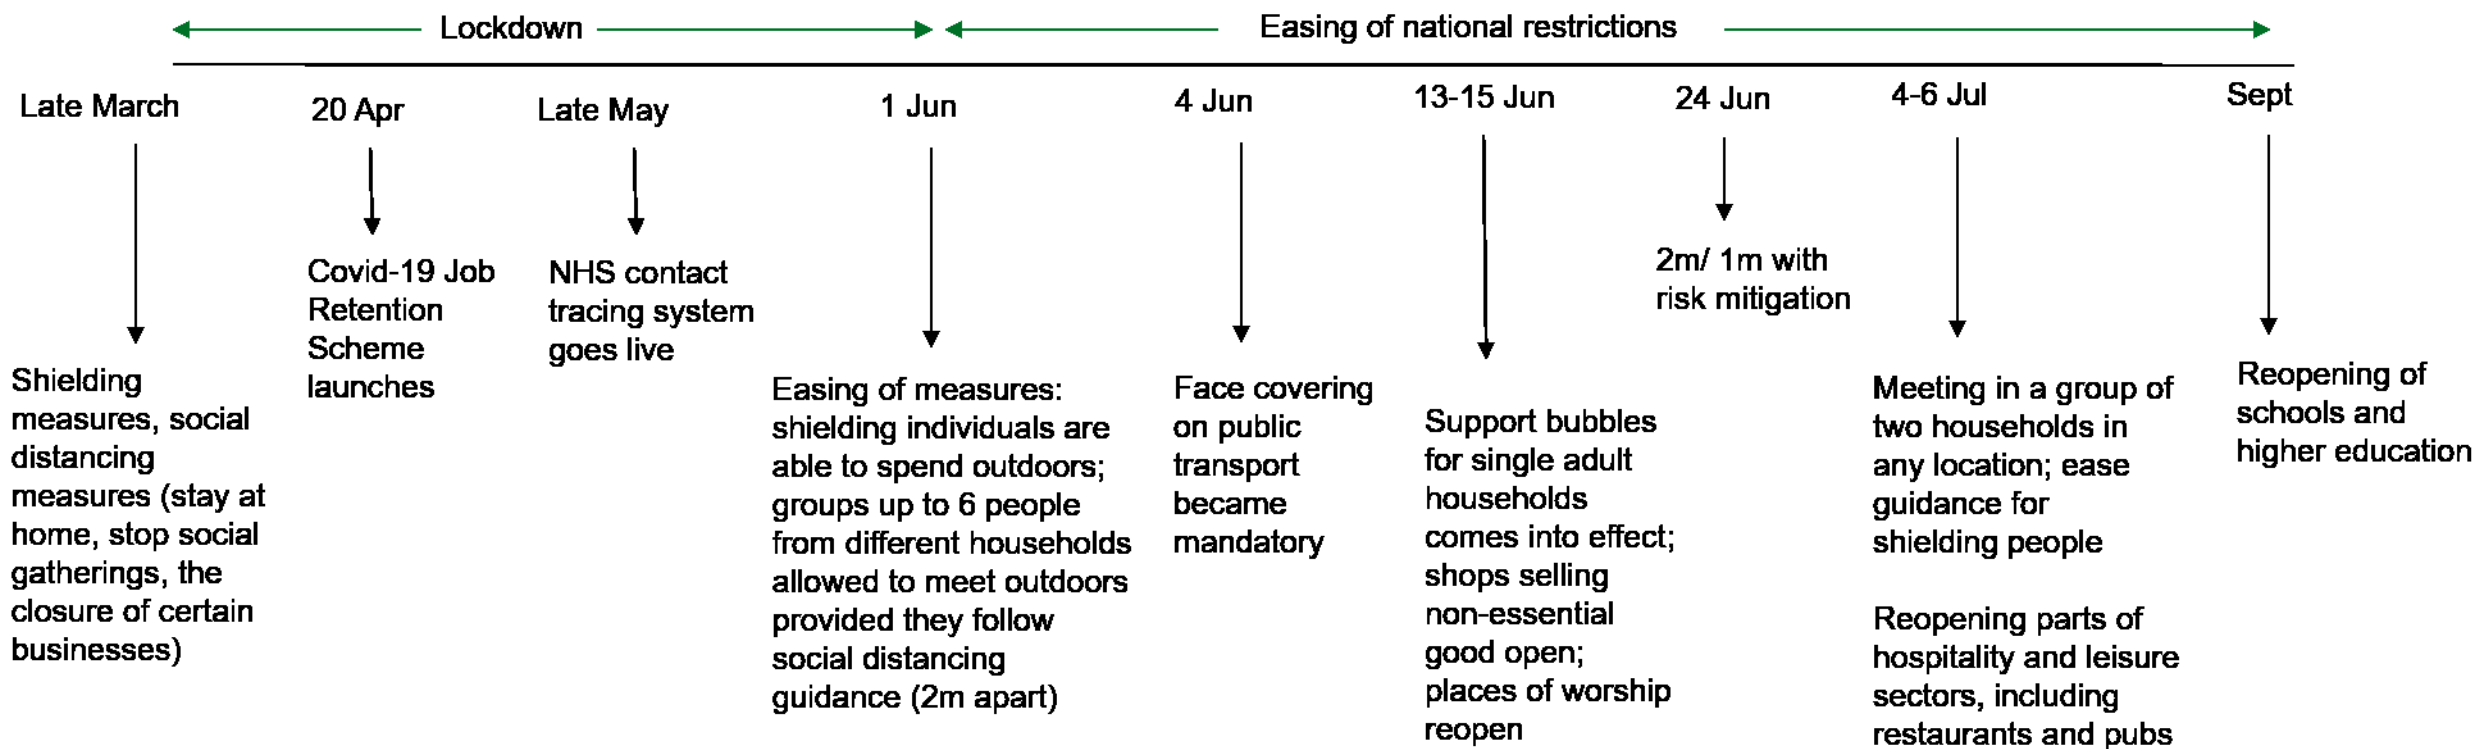 Lockdown
Easing of national restrictions
Late March
20 Apr
Late May
1 Jun
4 Jun
13-15 Jun
24 Jun
4-6 Jul
Sept
Shielding
measures, social
distancing
measures (stay at
home, stop social
gatherings, the
closure of certain
businesses)
Covid-19 Job
Retention
Scheme
launches
NHS contact
tracing system
goes live
Easing of measures:
shielding individuals are
able to spend outdoors;
groups up to 6 people
from different households
allowed to meet outdoors
provided they follow
social distancing
guidance (2m apart)
Face covering
on public
transport
became
mandatory
Support bubbles
for single adult
households
comes into effect;
shops selling
non-essential
good open;
places of worship
reopen
2m/ 1m with
risk mitigation
Meeting in a group of
two households in
any location; ease
guidance for
shielding people
Reopening parts of
hospitality and leisure
sectors, including
restaurants and pubs
Reopening of
schools and
higher education